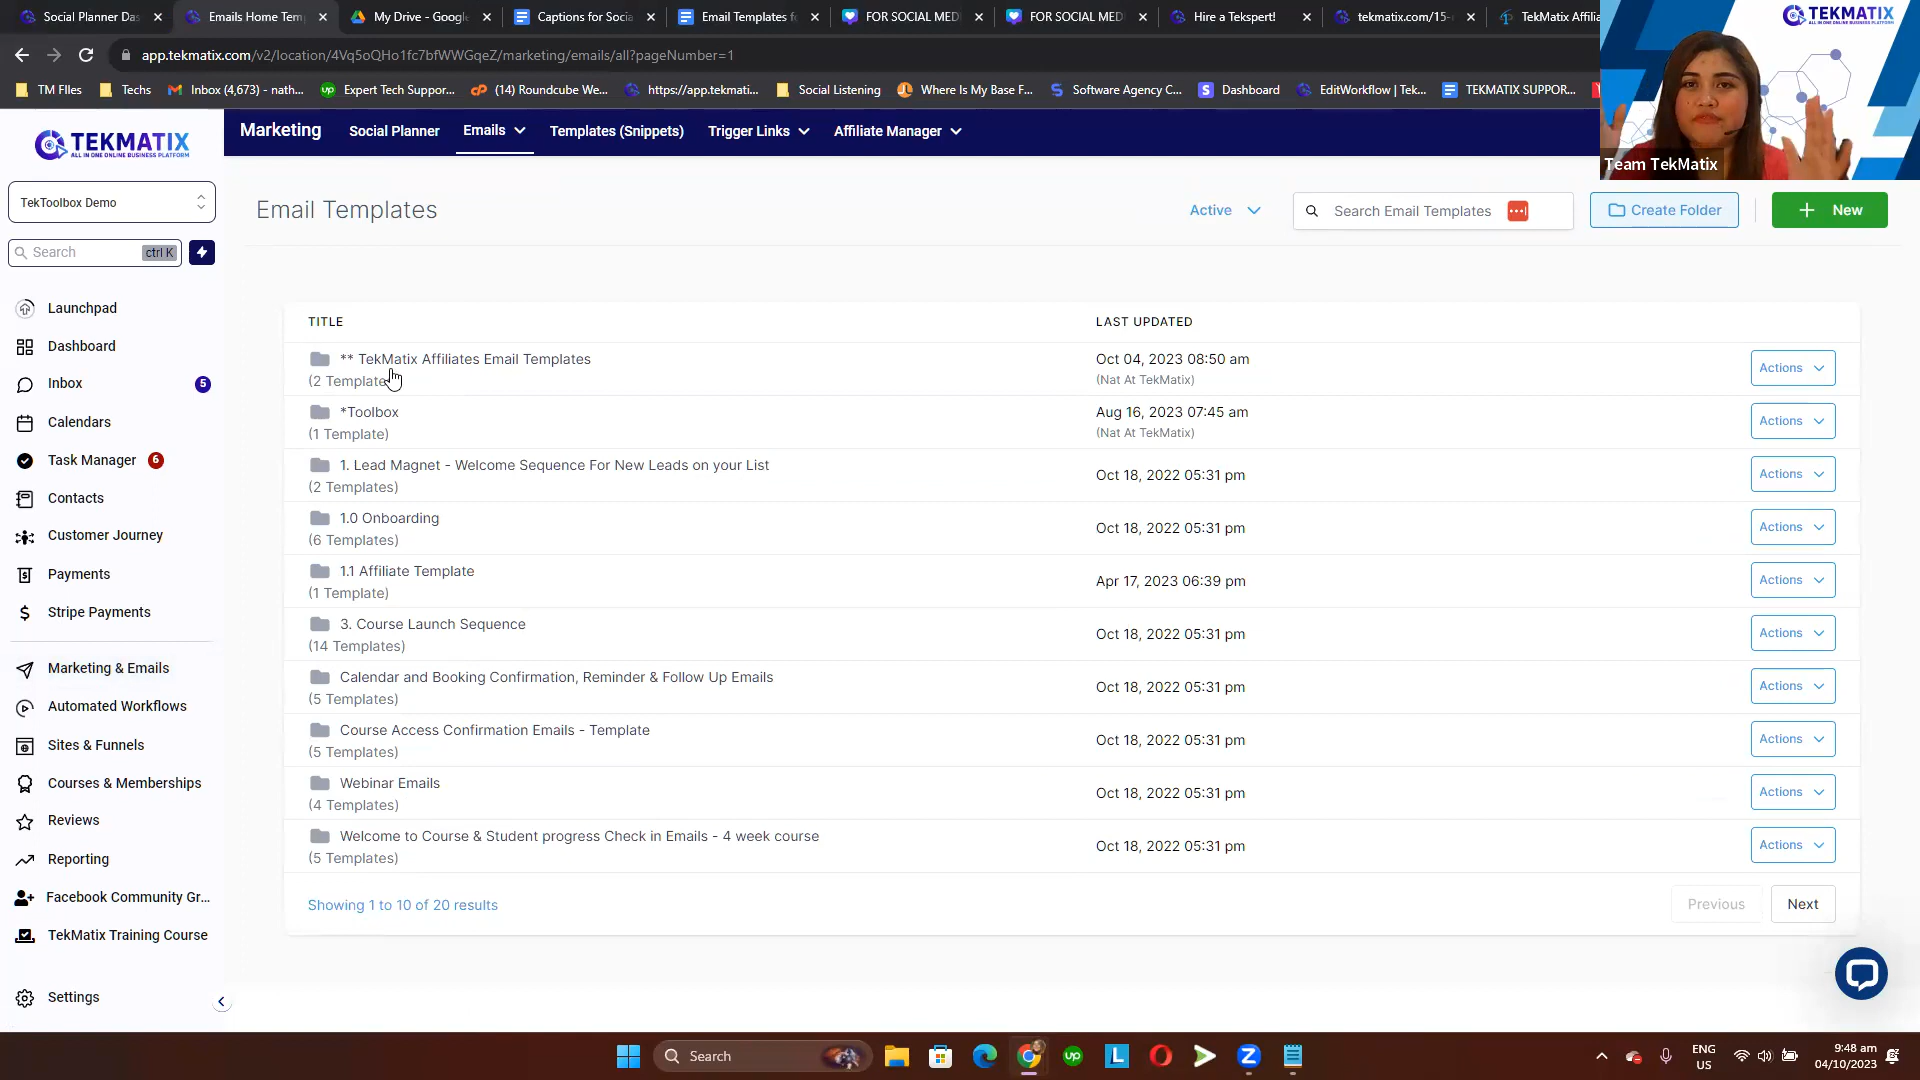 Social Planner Das
Emails Home Tem
My Drive - Google
Captions for Socia
Email Templates fo
FOR SOCIAL MED
FOR SOCIAL MED
Hire a Tekspert!
tekmatix.com/15-
TekMatix Affilia
app.tekmatix.com/v2/location/4Vq5oQHo1fc7bfWWGqeZ/marketing/emails/all?pageNumber=1
TM FIles
Techs
Inbox (4,673) - nath...
Expert Tech Suppor...
(14) Roundcube We...
https://app.tekmati...
Social Listening
Where Is My Base F...
Software Agency C...
Dashboard
EditWorkflow | Tek...
TEKMATIX SUPPOR...
TEKMATIX
Team TekMatix
TEKMATIX
ALL IN ONE ONLINE BUSINESS PLATFORM
Marketing
Social Planner
Emails
Templates (Snippets)
Trigger Links
Affiliate Manager
TekToolbox Demo
Search
ctrl K
Launchpad
Dashboard
Inbox
5
Calendars
Task Manager
6
Contacts
Customer Journey
Payments
Stripe Payments
Marketing & Emails
Automated Workflows
Sites & Funnels
Courses & Memberships
Reviews
Reporting
Facebook Community Gr...
TekMatix Training Course
Settings
Email Templates
Active
Search Email Templates
Create Folder
New
TITLE
LAST UPDATED
** TekMatix Affiliates Email Templates
(2 Template
Oct 04, 2023 08:50 am
(Nat At TekMatix)
Actions
*Toolbox
(1 Template)
Aug 16, 2023 07:45 am
(Nat At TekMatix)
Actions
1. Lead Magnet - Welcome Sequence For New Leads on your List
(2 Templates)
Oct 18, 2022 05:31 pm
Actions
1.0 Onboarding
(6 Templates)
Oct 18, 2022 05:31 pm
Actions
1.1 Affiliate Template
(1 Template)
Apr 17, 2023 06:39 pm
Actions
3. Course Launch Sequence
(14 Templates)
Oct 18, 2022 05:31 pm
Actions
Calendar and Booking Confirmation, Reminder & Follow Up Emails
(5 Templates)
Oct 18, 2022 05:31 pm
Actions
Course Access Confirmation Emails - Template
(5 Templates)
Oct 18, 2022 05:31 pm
Actions
Webinar Emails
(4 Templates)
Oct 18, 2022 05:31 pm
Actions
Welcome to Course & Student progress Check in Emails - 4 week course
(5 Templates)
Oct 18, 2022 05:31 pm
Actions
Showing 1 to 10 of 20 results
Previous
Next
Search
ENG
US
9:48 am
04/10/2023